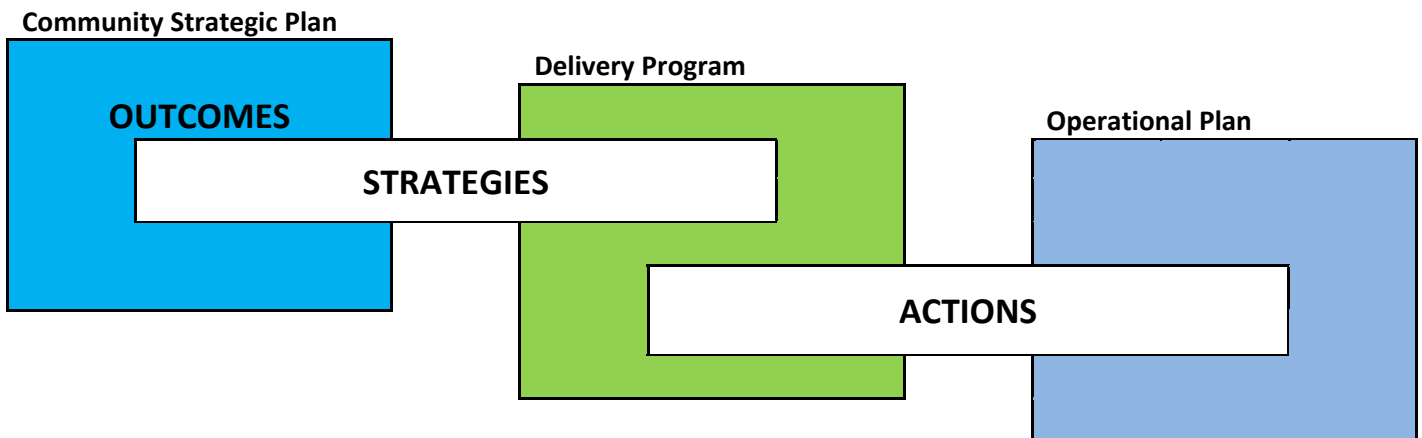 Community Strategic Plan
Delivery Program
OUTCOMES
Operational Plan
STRATEGIES
ACTIONS